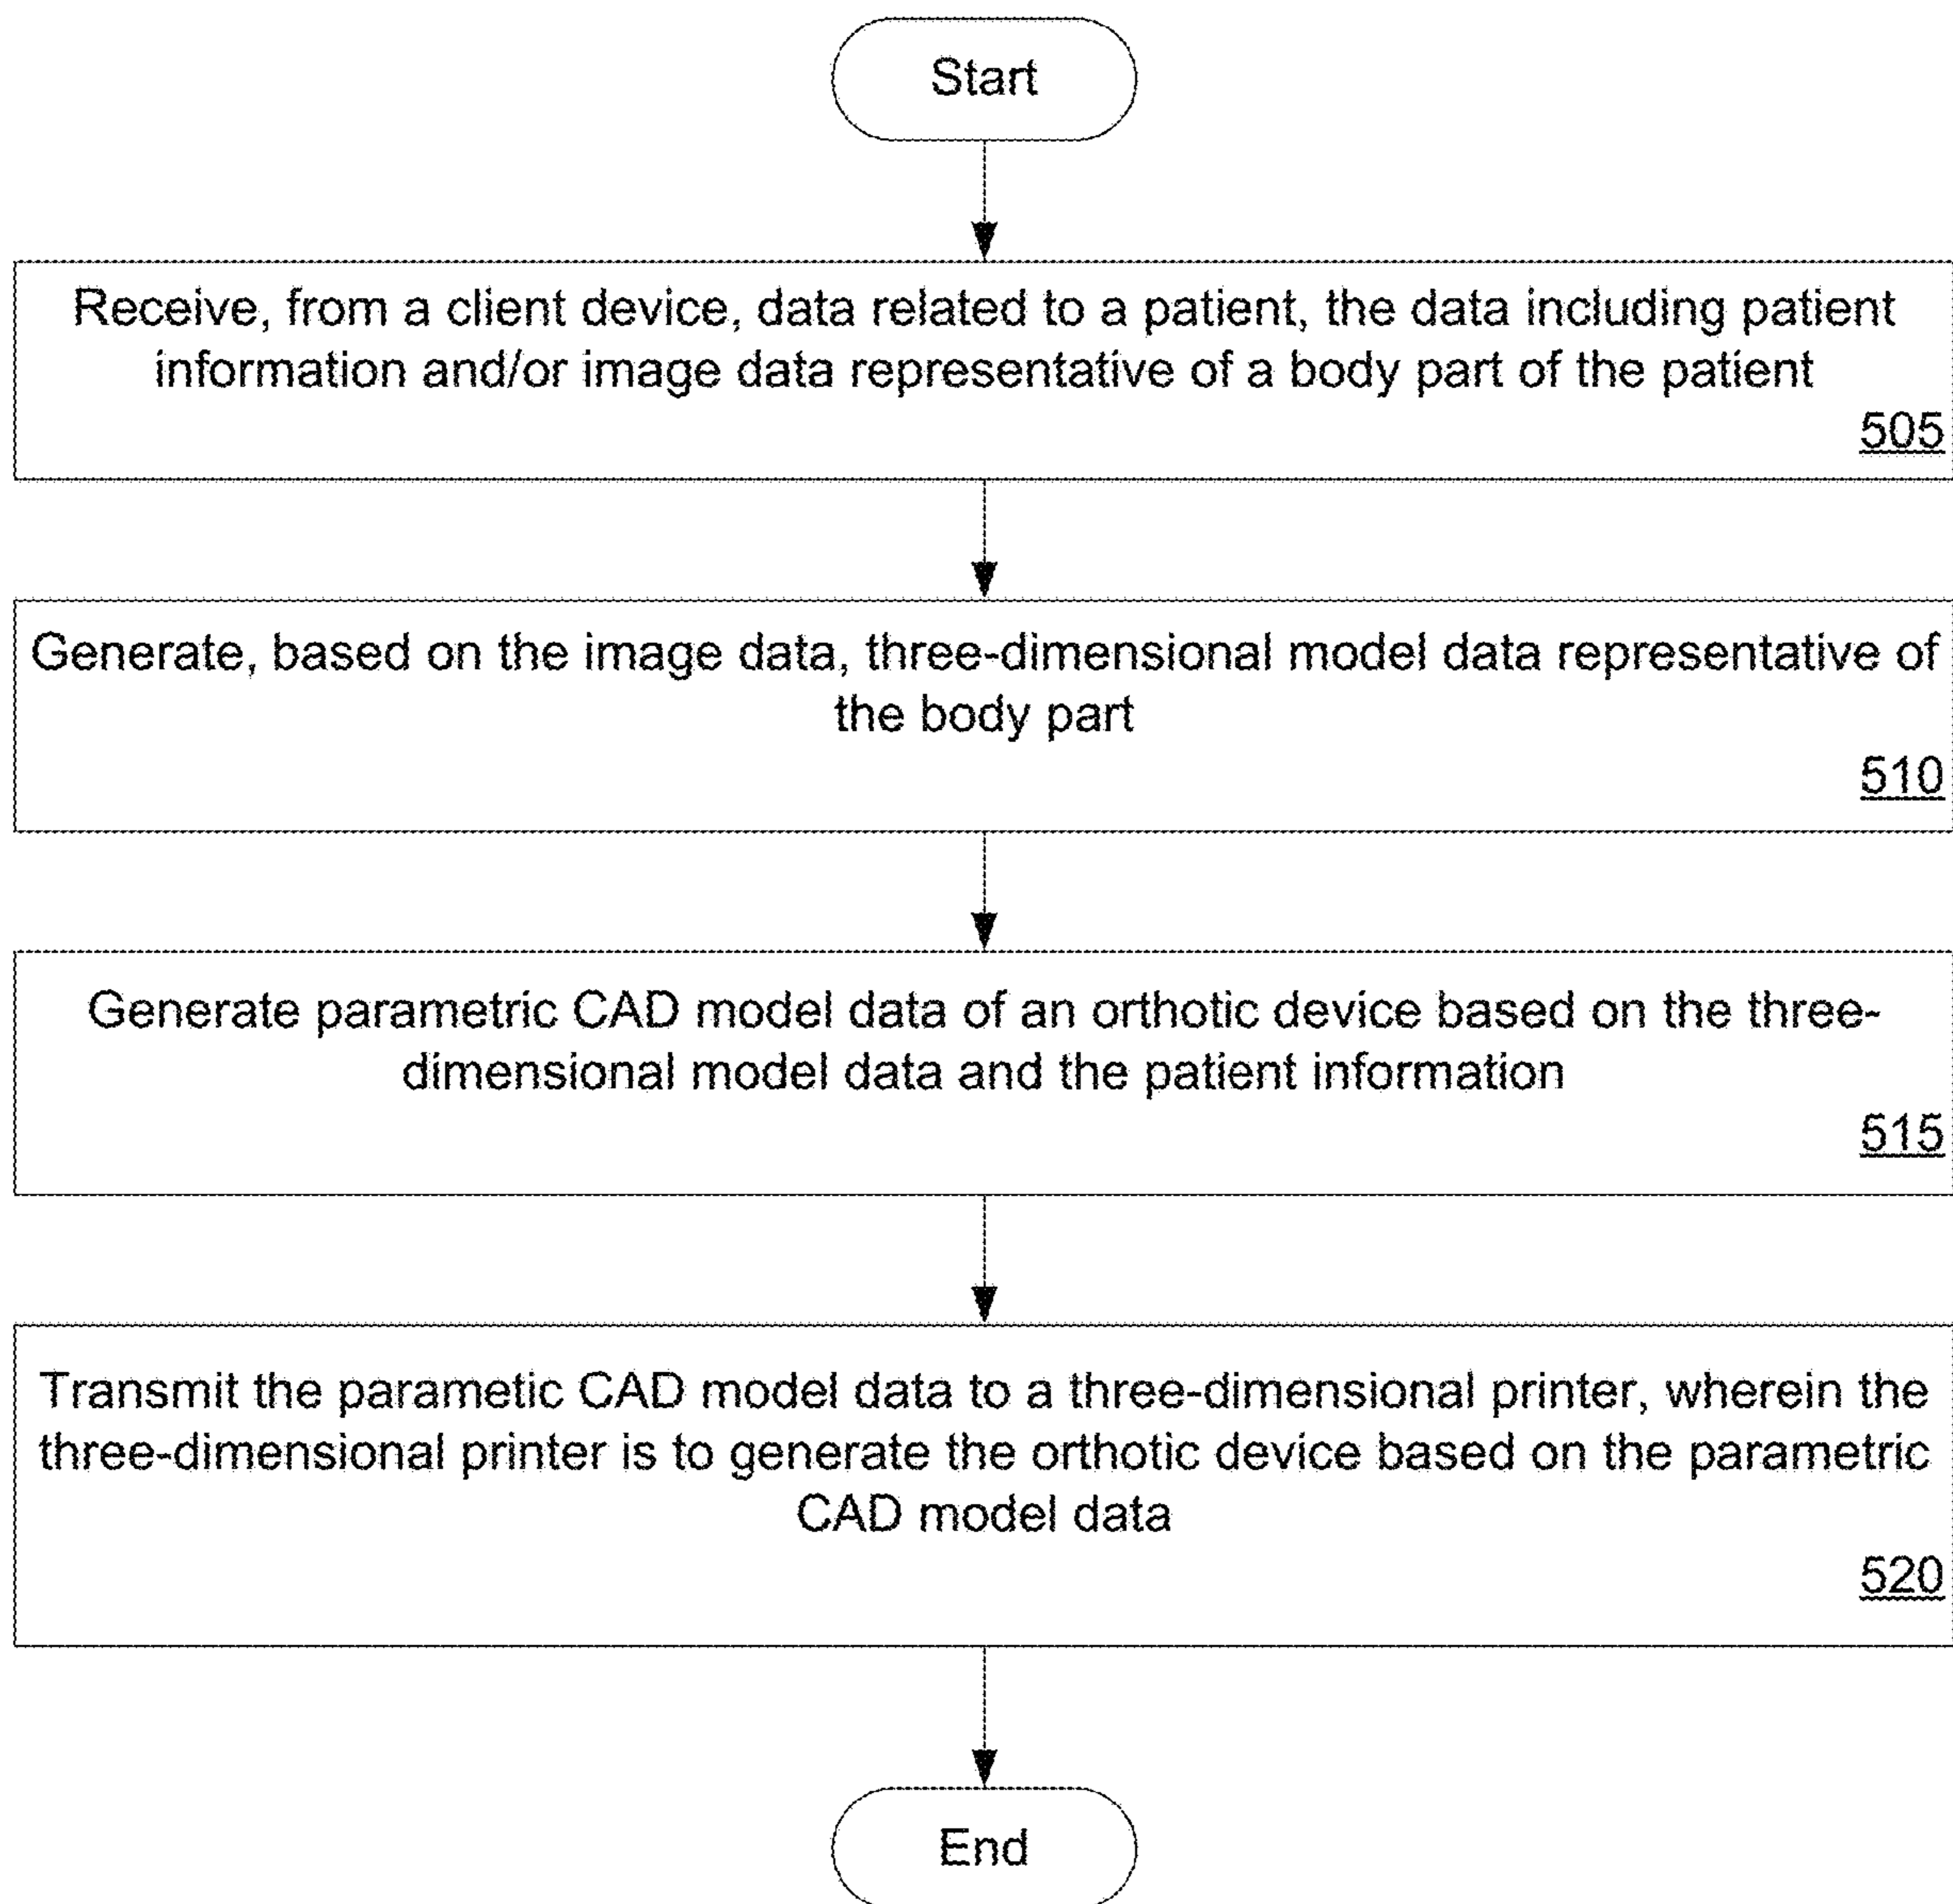 Start
Receive, from a client device, data related to a patient, the data including patient
information and/or image data representative of a body part of the patient
505
Generate, based on the image data, three-dimensional model data representative of
the body part
510
Generate parametric CAD model data of an orthotic device based on the three-
dimensional model data and the patient information
515
Transmit the parametic CAD model data to a three-dimensional printer, wherein the
three-dimensional printer is to generate the orthotic device based on the parametric
CAD model data
520
End